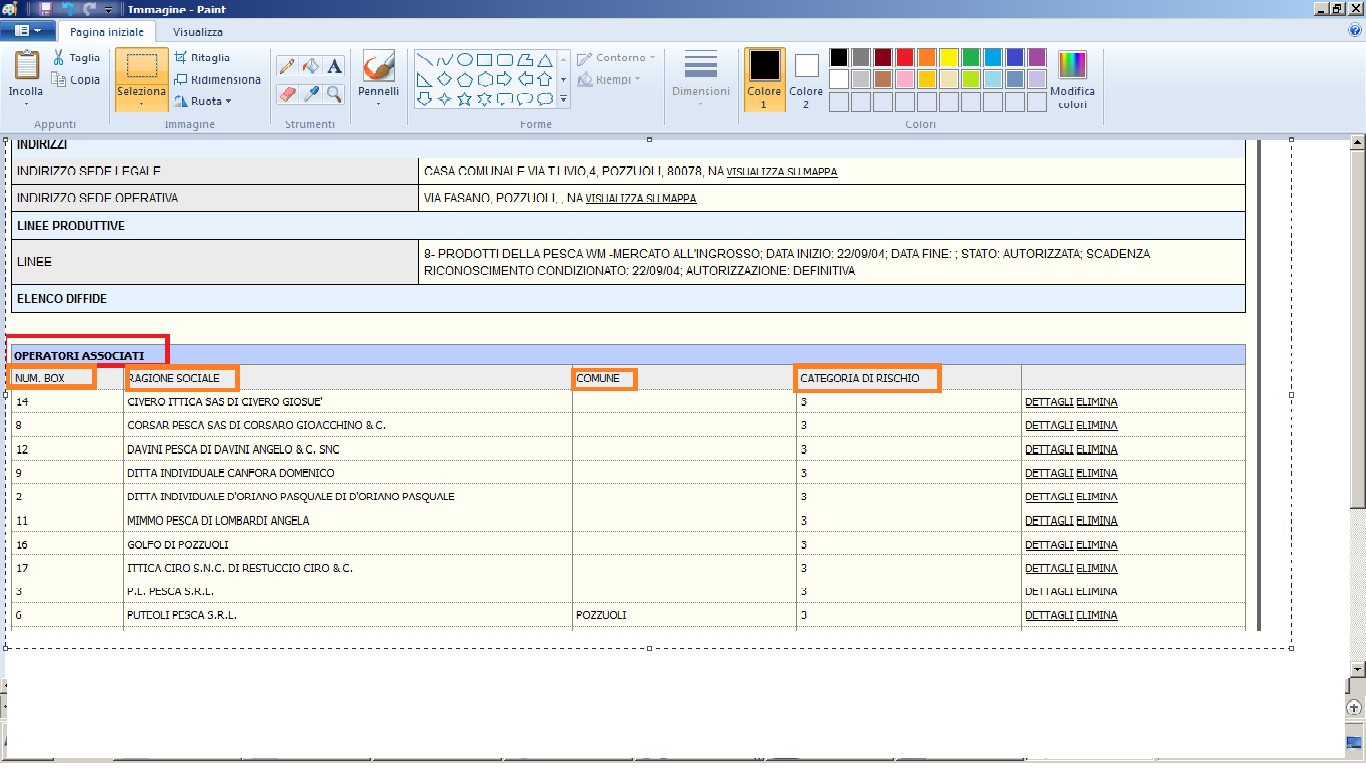 Immagine - Paint
Pagina iniziale
Visualizza
Incolla
Taglia
Copia
Appunti
Seleziona
Ritaglia
Ridimensiona
Ruota
Immagine
A
Strumenti
Pennelli
Contorno
Riempi
Forme
Dimensioni
Colore 1
Colore 2
Modifica colori
Colori
INDIRIZZI
INDIRIZZO SEDE LEGALE CASA COMUNALE VIA T.LIVIO,4, POZZUOLI, 80078, NA VISUALIZZA SU MAPPA
INDIRIZZO SEDE OPERATIVA VIA FASANO, POZZUOLI, , NA VISUALIZZA SU MAPPA
LINEE PRODUTTIVE
LINEE 8- PRODOTTI DELLA PESCA WM -MERCATO ALL'INGROSSO; DATA INIZIO: 22/09/04; DATA FINE: ; STATO: AUTORIZZATA; SCADENZA
RICONOSCIMENTO CONDIZIONATO: 22/09/04; AUTORIZZAZIONE: DEFINITIVA
ELENCO DIFFIDE
OPERATORI ASSOCIATI
NUM. BOX RAGIONE SOCIALE COMUNE CATEGORIA DI RISCHIO
14 CIVERO ITTICA SAS DI CIVERO GIOSUE' 3 DETTAGLI ELIMINA
8 CORSAR PESCA SAS DI CORSARO GIOACCHINO & C. 3 DETTAGLI ELIMINA
12 DAVINI PESCA DI DAVINI ANGELO & C. SNC 3 DETTAGLI ELIMINA
9 DITTA INDIVIDUALE CANFORA DOMENICO 3 DETTAGLI ELIMINA
2 DITTA INDIVIDUALE D'ORIANO PASQUALE DI D'ORIANO PASQUALE 3 DETTAGLI ELIMINA
11 MIMMO PESCA DI LOMBARDI ANGELA 3 DETTAGLI ELIMINA
16 GOLFO DI POZZUOLI 3 DETTAGLI ELIMINA
17 ITTICA CIRO S.N.C. DI RESTUCCIO CIRO & C. 3 DETTAGLI ELIMINA
3 P.L. PESCA S.R.L. 3 DETTAGLI ELIMINA
6 PUTEOLI PESCA S.R.L. POZZUOLI 3 DETTAGLI ELIMINA